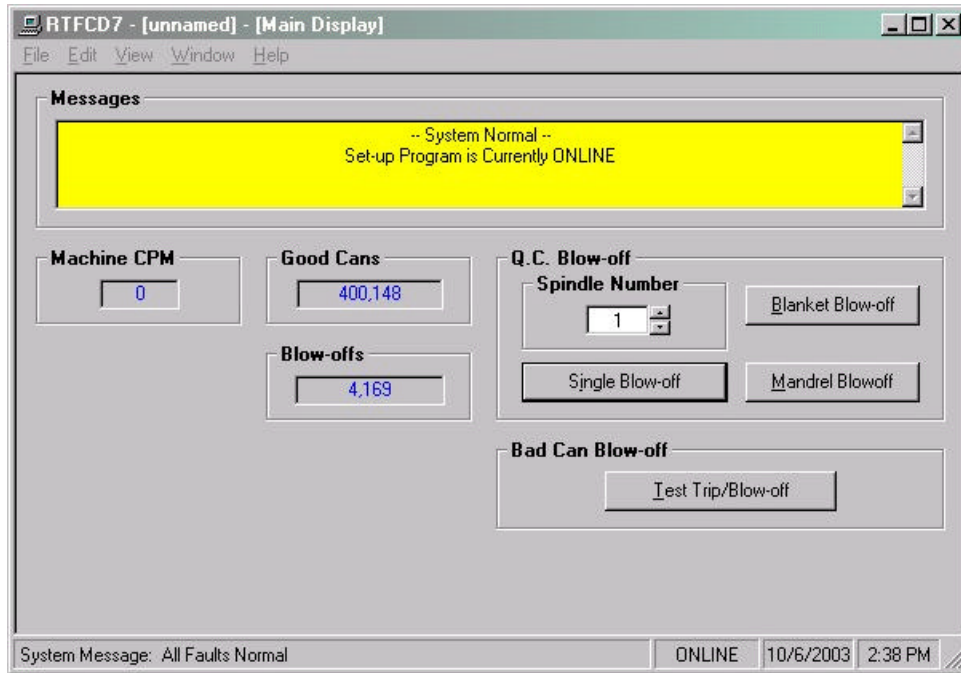 RTFCD7 - [unnamed] - [Main Display]
File Edit View Window Help
Messages
-- System Normal --
Set-up Program is Currently ONLINE
Machine CPM
0
Good Cans
400,148
Blow-offs
4,169
Q.C. Blow-off
Spindle Number
1
Blanket Blow-off
Single Blow-off
Mandrel Blowoff
Bad Can Blow-off
Test Trip/Blow-off
System Message: All Faults Normal
ONLINE
10/6/2003
2:38 PM